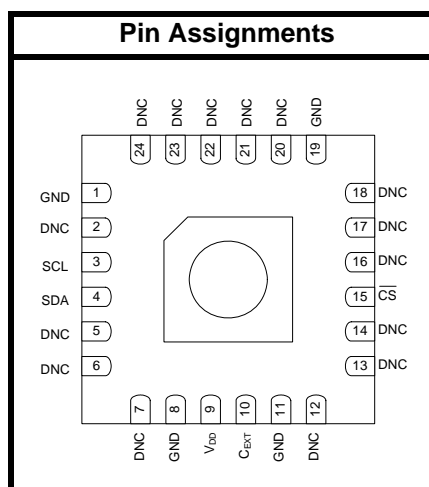 Pin Assignments
DNC DNC DNC DNC DNC GND
24 23 22 21 20 19
GND 1 18 DNC
DNC 2 17 DNC
SCL 3 16 DNC
SDA 4 15 CS
DNC 5 14 DNC
DNC 6 13 DNC
7 8 9 10 11 12
DNC GND VDD CEXT GND DNC